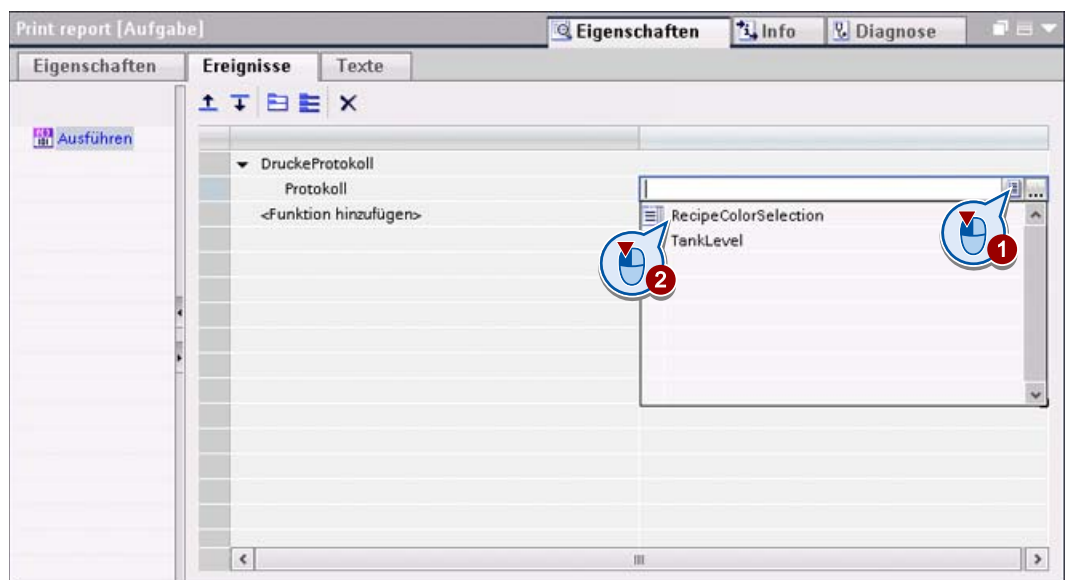 Print report [Aufgabe]
Eigenschaften Info Diagnose
Eigenschaften Ereignisse Texte
Ausführen
DruckeProtokoll
Protokoll ...
<Funktion hinzufügen> RecipeColorSelection
TankLevel
1
2